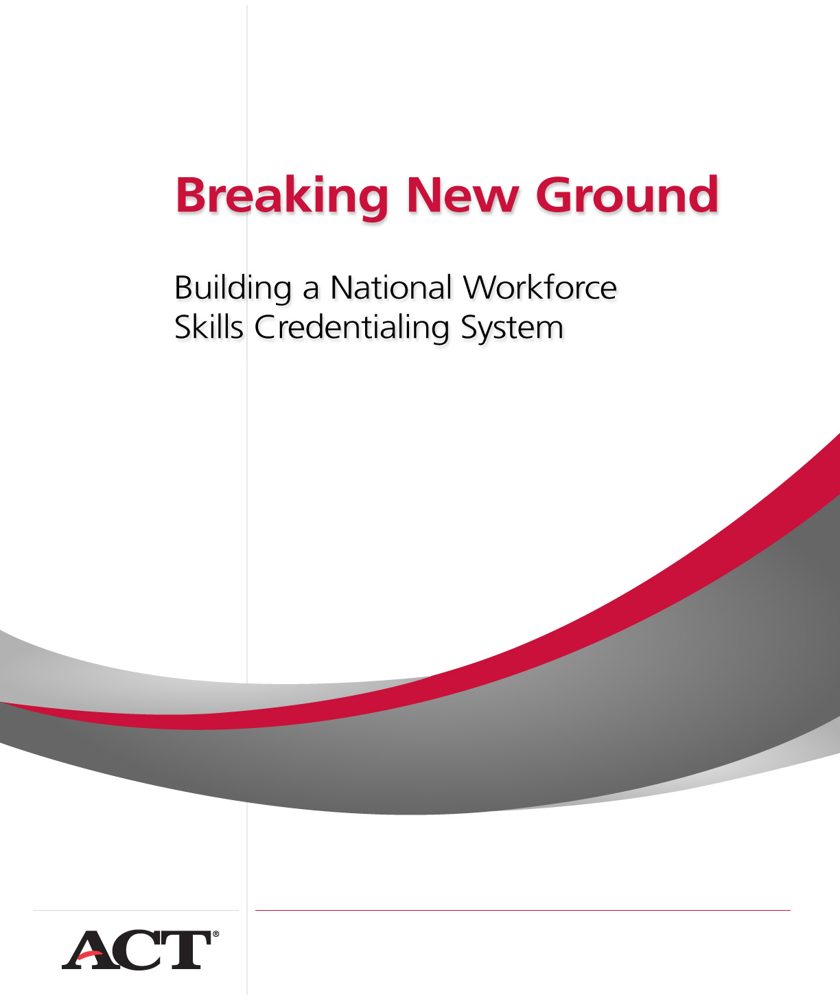 Breaking New Ground
Building a National Workforce
Skills Credentialing System
ACT®